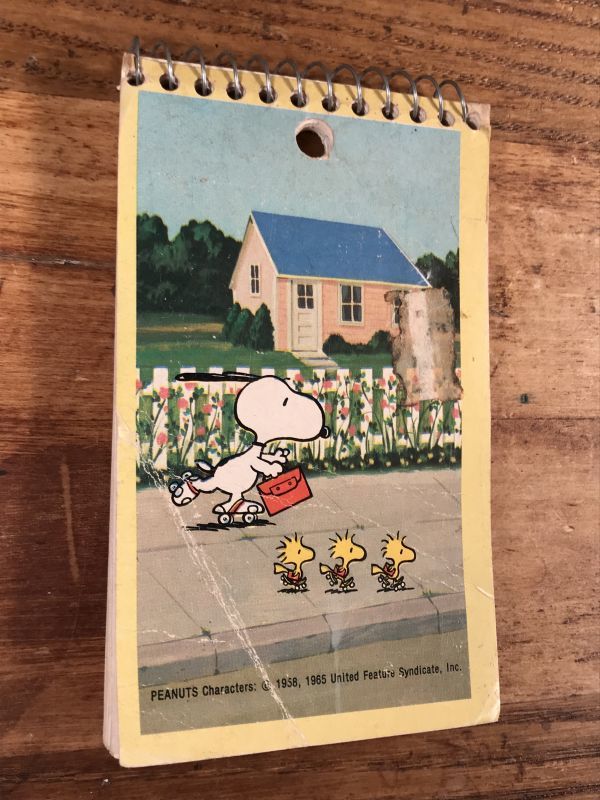 PEANUTS Characters: © 1958, 1965 United Feature Syndicate, Inc.